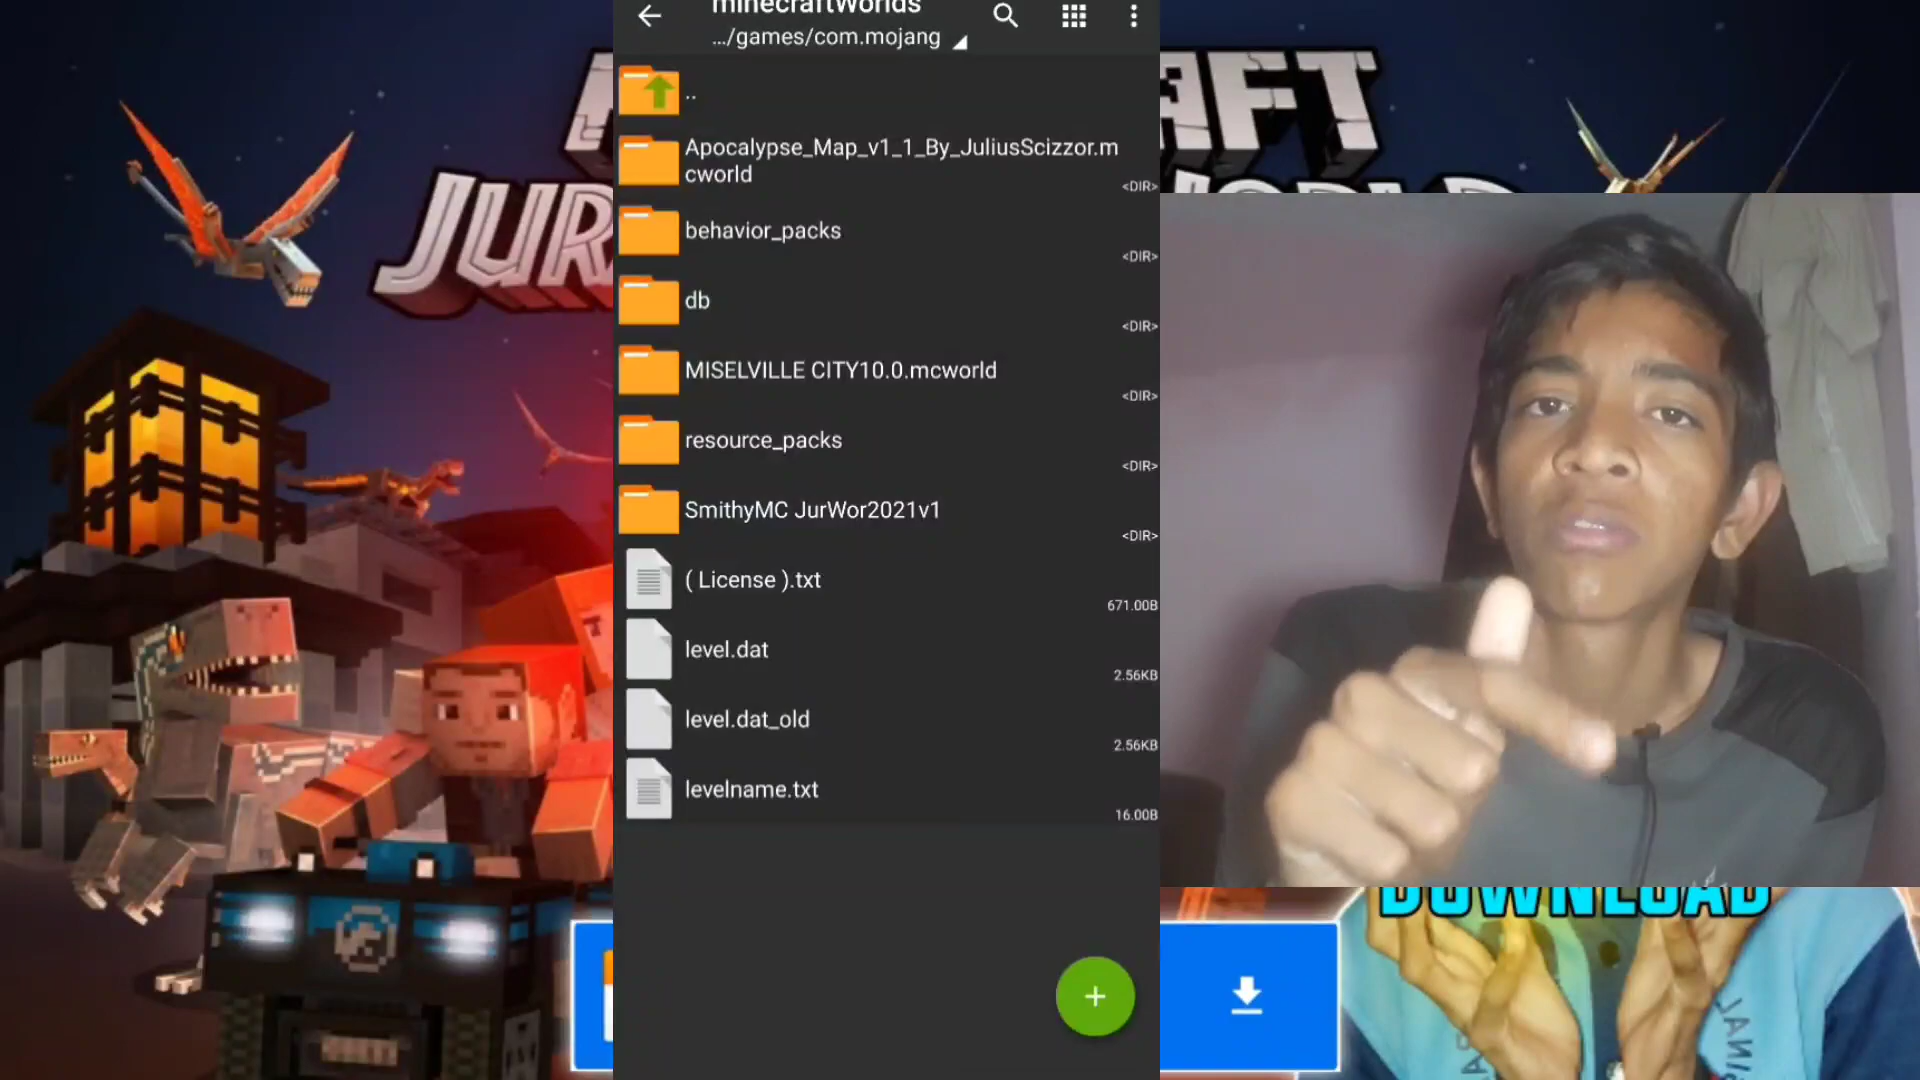 minecraftWorlds
.../games/com.mojang
..
Apocalypse_Map_v1_1_By_JuliusScizzor.m
cworld
<DIR>
behavior_packs
<DIR>
db
<DIR>
MISELVILLE CITY10.0.mcworld
<DIR>
resource_packs
<DIR>
SmithyMC JurWor2021v1
<DIR>
( License ).txt
671.00B
level.dat
2.56KB
level.dat_old
2.56KB
levelname.txt
16.00B
AFT
JUR
DOWNLOAD